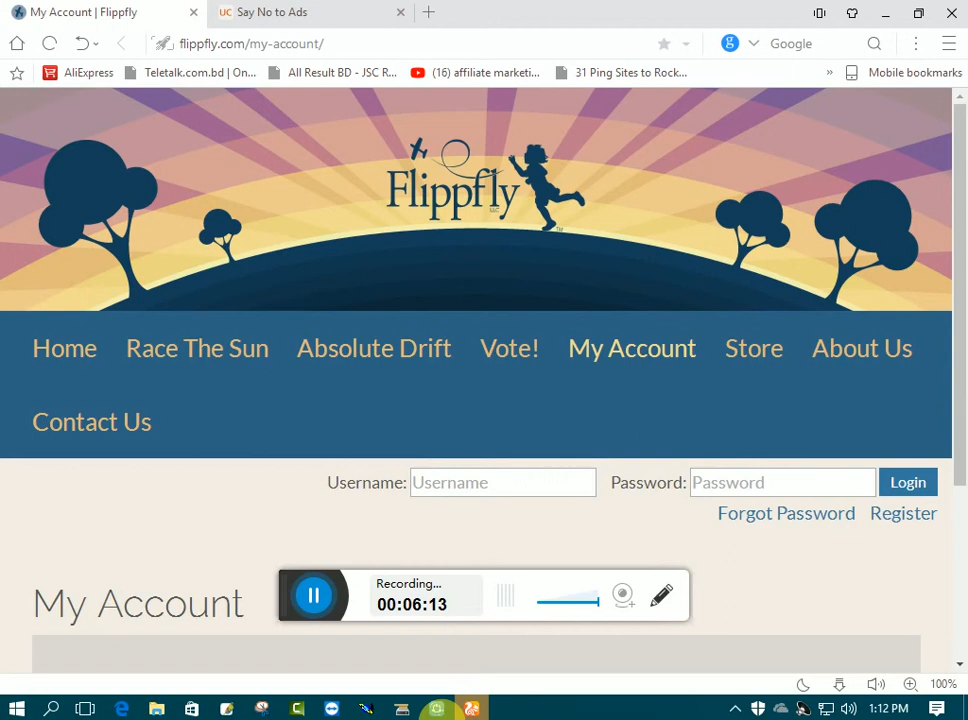 My Account | Flippfly
Say No to Ads
flippfly.com/my-account/
Google
AliExpress
Teletalk.com.bd | On...
All Result BD - JSC R...
(16) affiliate marketi...
31 Ping Sites to Rock...
»
Mobile bookmarks
Flippfly
LLC
TM
Home
Race The Sun
Absolute Drift
Vote!
My Account
Store
About Us
Contact Us
Username: Username
Password: Password
Login
Forgot Password
Register
My Account
Recording...
00:06:13
100%
1:12 PM